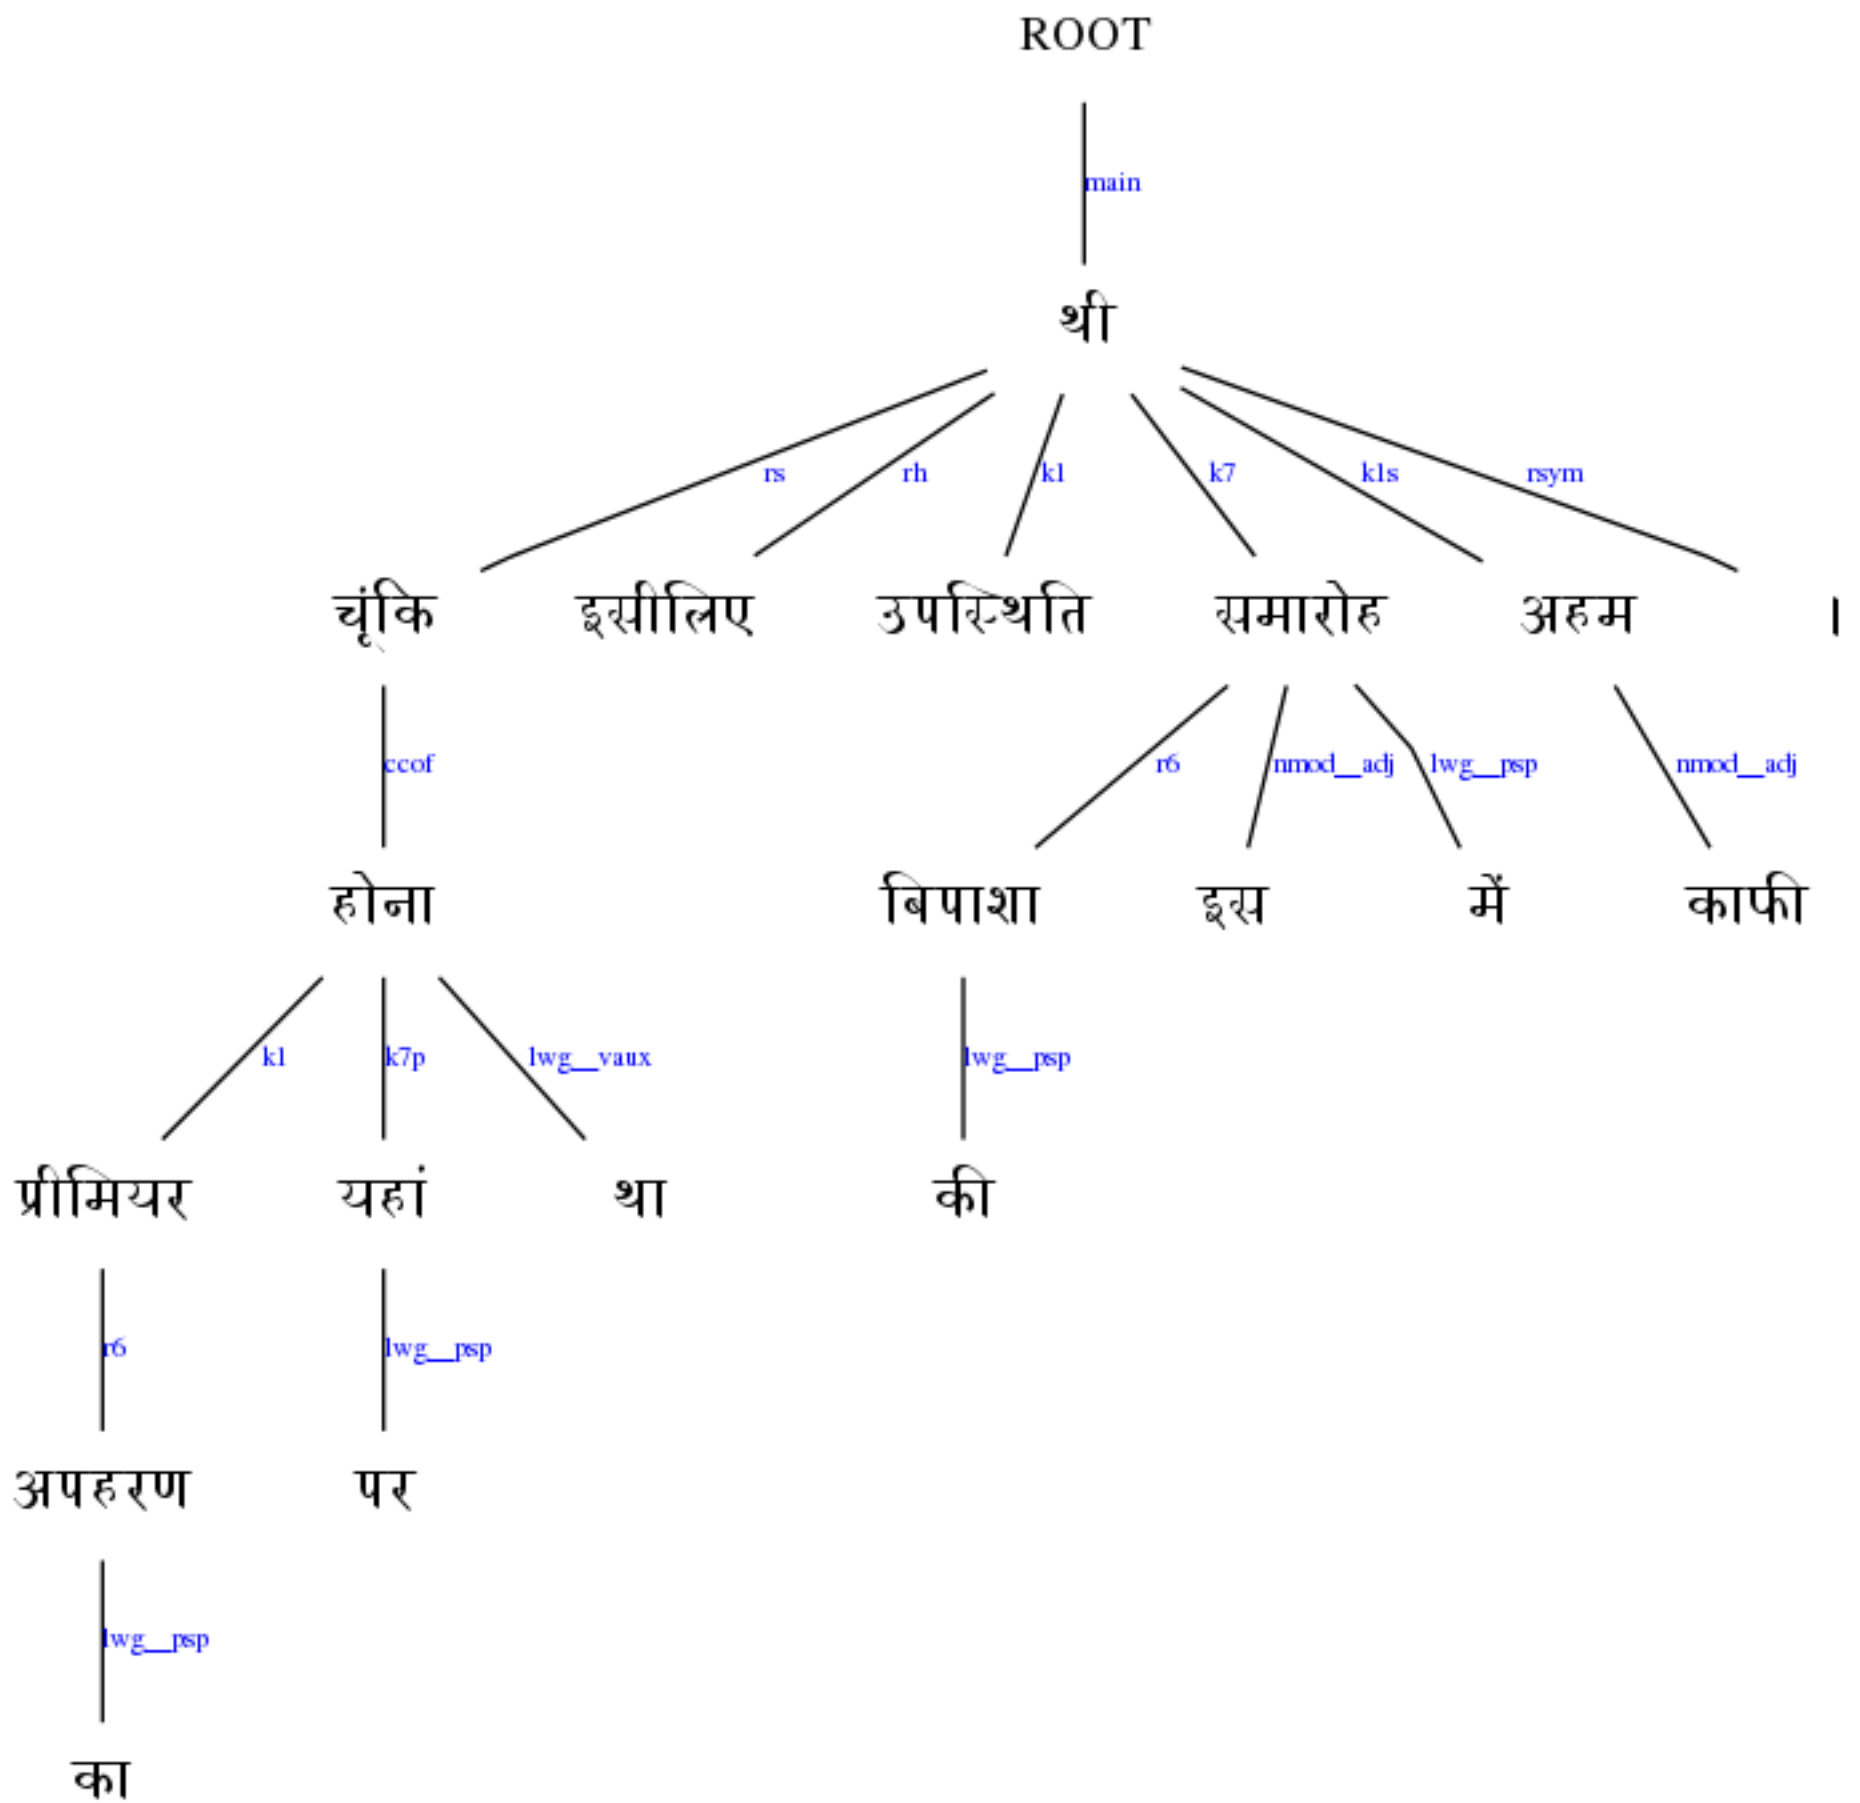 ROOT
main
थी
rs rh k1 k7 k1s rsym
चूंकि इसीलिए उपस्थिति समारोह अहम ।
ccof r6 nmod__adj lwg__psp nmod__adj
होना बिपाशा इस में काफी
k1 k7p lwg__vaux lwg__psp
प्रीमियर यहां था की
r6 lwg__psp
अपहरण पर
lwg__psp
का